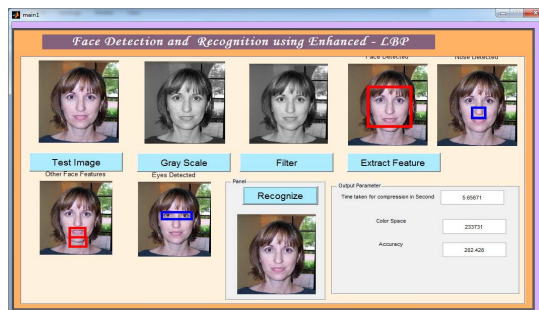 main1
Face Detection and Recognition using Enhanced - LBP
Face Detected
Nose Detected
Test Image
Gray Scale
Filter
Extract Feature
Other Face Features
Eyes Detected
Panel
Recognize
Output Parameter
Time taken for compression in Second
5.65671
Color Space
233731
Accuracy
202.426